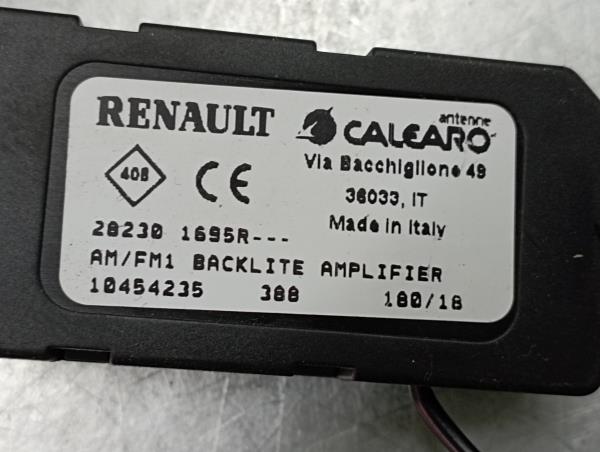 RENAULT
antenne
CALEARO
Via Bacchiglione 49
36033, IT
Made in Italy
408
CE
28230 1695R---
AM/FM1 BACKLITE AMPLIFIER
10454235 388 180/18